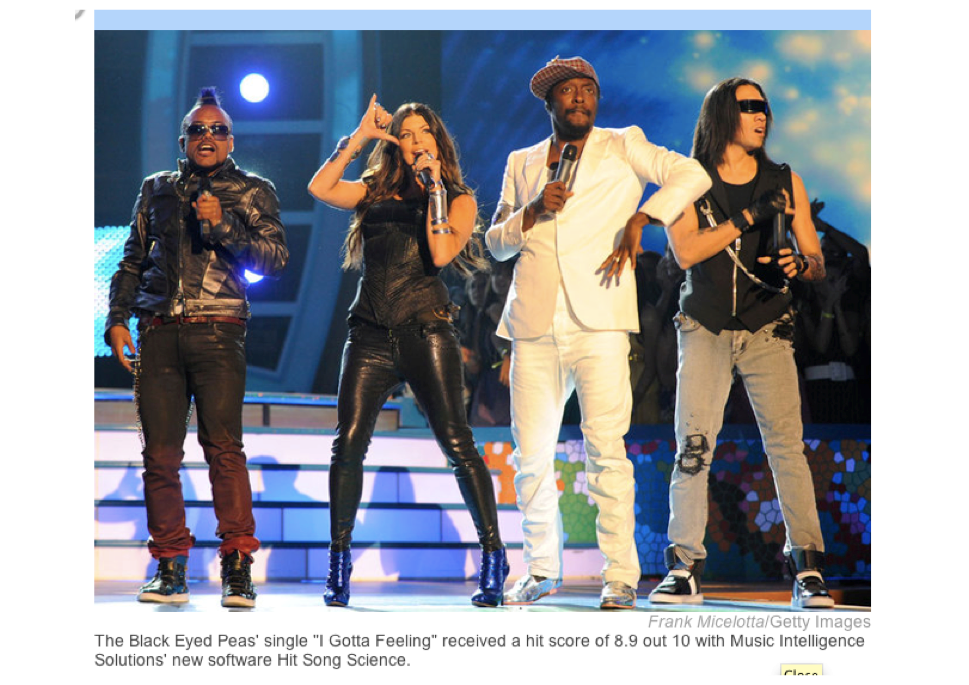 Frank Micelotta/Getty Images
The Black Eyed Peas' single "I Gotta Feeling" received a hit score of 8.9 out 10 with Music Intelligence
Solutions' new software Hit Song Science.
Close